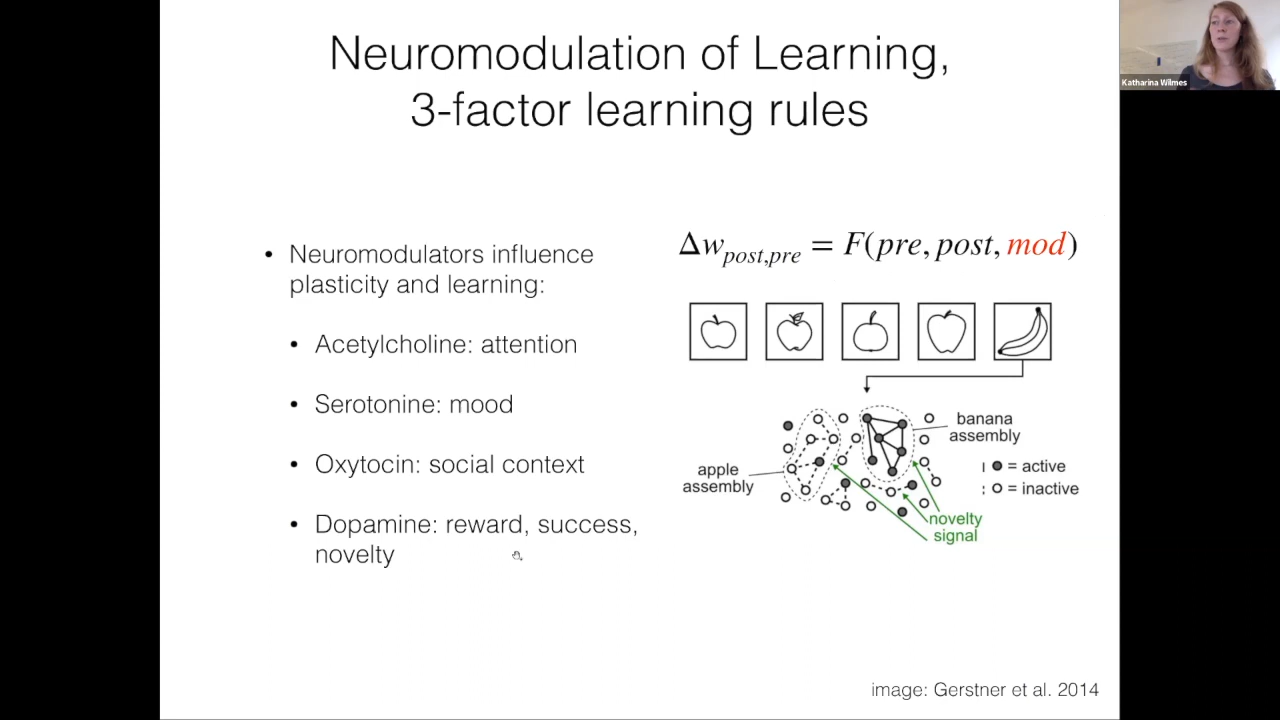 Neuromodulation of Learning,
3-factor learning rules
Katharina Wilmes
• Neuromodulators influence
plasticity and learning:
• Acetylcholine: attention
• Serotonine: mood
• Oxytocin: social context
• Dopamine: reward, success,
novelty
Δw_post,pre = F(pre, post, mod)
banana
assembly
apple
assembly
= active
= inactive
novelty
signal
image: Gerstner et al. 2014